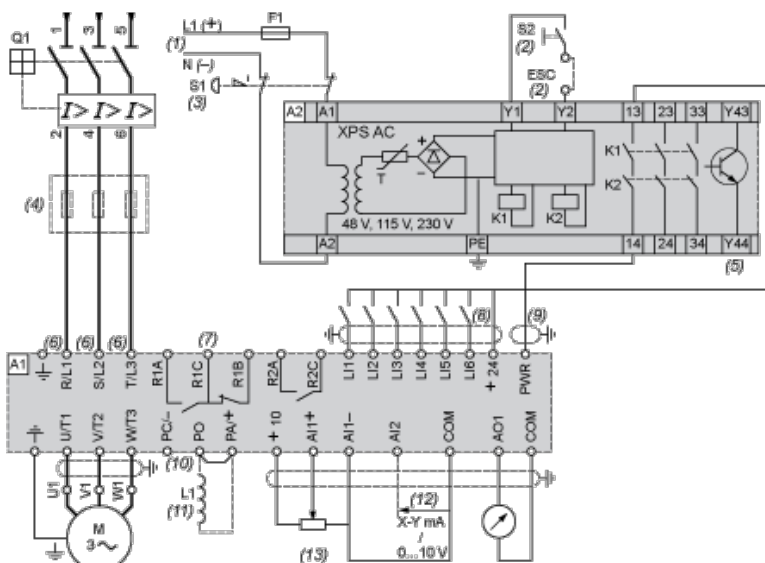 1 3 5
Q1
2 4 6
(4)
L1 (+)
(1)
N (–)
F1
S1
(3)
S2
(2)
ESC
(2)
A2 A1 Y1 Y2 13 23 33 Y43
XPS AC
T
+
–
K1
K2
48 V, 115 V, 230 V
K1 K2
A2 PE 14 24 34 Y44
(5)
(6) (6) (6) (7) (8) (9)
A1
R/L1 S/L2 T/L3 R1A R1C R1B R2A R2C LI1 LI2 LI3 LI4 LI5 LI6 + 24 PWR
U/T1 V/T2 W/T3 PC/– PO PA/+ + 10 AI1+ AI1– AI2 COM AO1 COM
(10)
U1 V1 W1
L1
(11)
M
3
(12)
X-Y mA
/
0...10 V
(13)